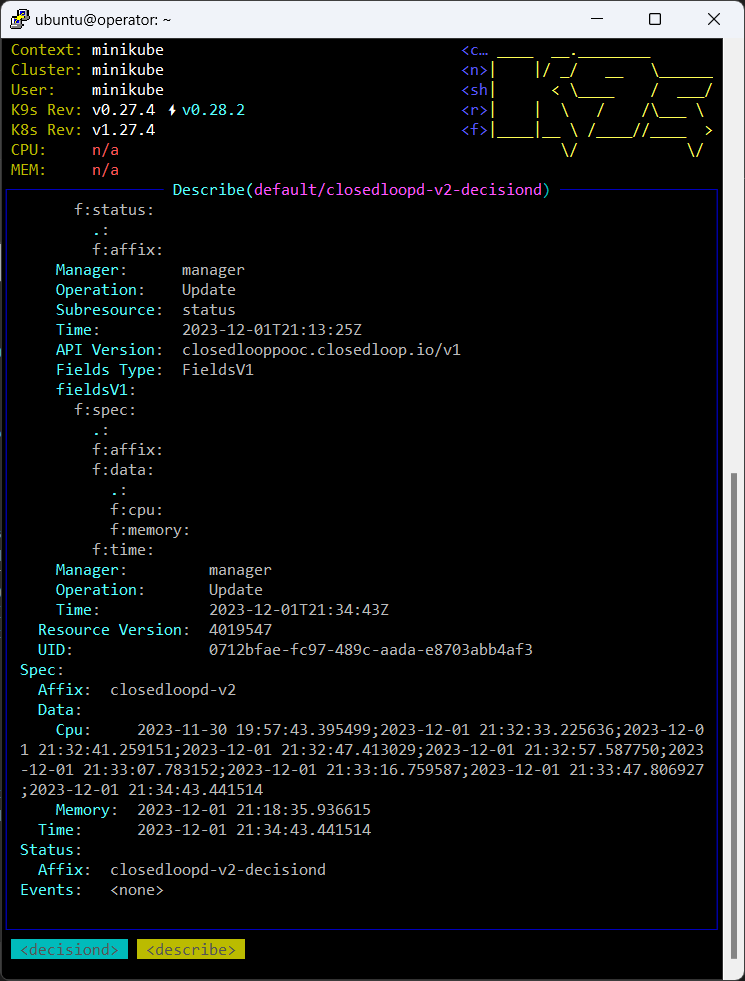 ubuntu@operator: ~
Context: minikube <c…
Cluster: minikube <n>
User: minikube <sh
K9s Rev: v0.27.4 ⚡v0.28.2 <r>
K8s Rev: v1.27.4 <f>
CPU: n/a
MEM: n/a
Describe(default/closedloopd-v2-decisiond)
f:status:
.:
f:affix:
Manager: manager
Operation: Update
Subresource: status
Time: 2023-12-01T21:13:25Z
API Version: closedlooppooc.closedloop.io/v1
Fields Type: FieldsV1
fieldsV1:
f:spec:
.:
f:affix:
f:data:
.:
f:cpu:
f:memory:
f:time:
Manager: manager
Operation: Update
Time: 2023-12-01T21:34:43Z
Resource Version: 4019547
UID: 0712bfae-fc97-489c-aada-e8703abb4af3
Spec:
Affix: closedloopd-v2
Data:
Cpu: 2023-11-30 19:57:43.395499;2023-12-01 21:32:33.225636;2023-12-0
1 21:32:41.259151;2023-12-01 21:32:47.413029;2023-12-01 21:32:57.587750;2023
-12-01 21:33:07.783152;2023-12-01 21:33:16.759587;2023-12-01 21:33:47.806927
;2023-12-01 21:34:43.441514
Memory: 2023-12-01 21:18:35.936615
Time: 2023-12-01 21:34:43.441514
Status:
Affix: closedloopd-v2-decisiond
Events: <none>
<decisiond> <describe>